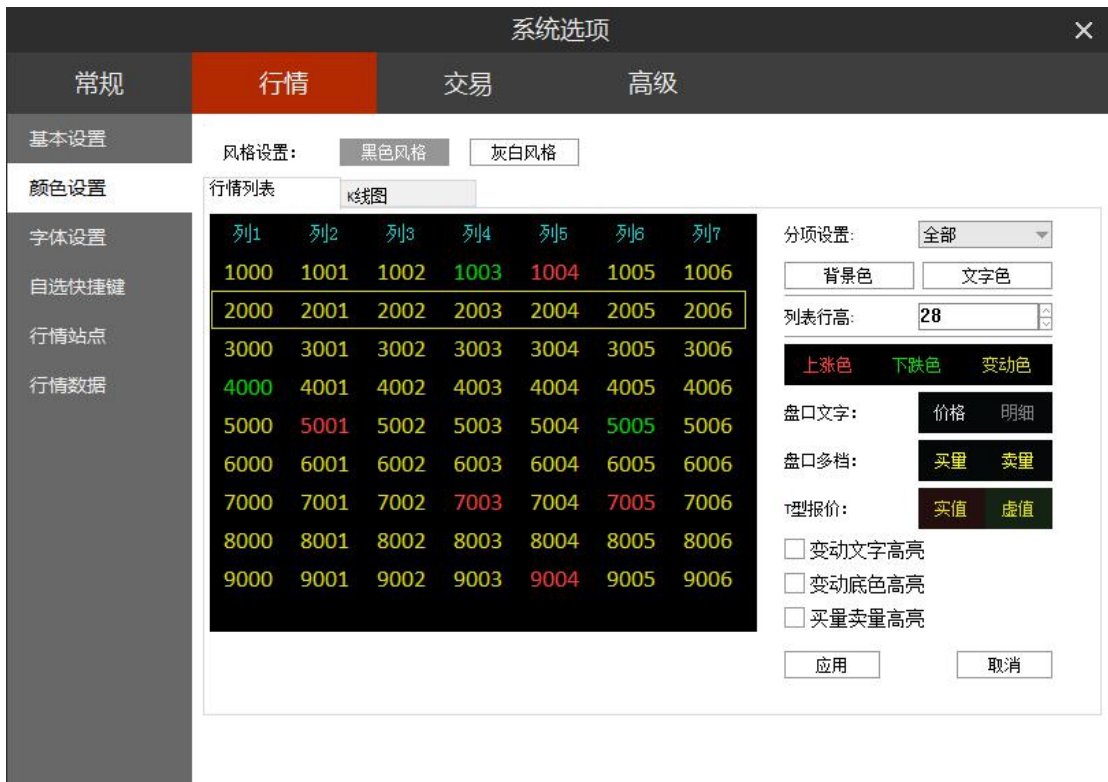 系统选项
常规 行情 交易 高级
基本设置
颜色设置
字体设置
自选快捷键
行情站点
行情数据
风格设置: 黑色风格 灰白风格
行情列表 K线图
列1 列2 列3 列4 列5 列6 列7
1000 1001 1002 1003 1004 1005 1006
2000 2001 2002 2003 2004 2005 2006
3000 3001 3002 3003 3004 3005 3006
4000 4001 4002 4003 4004 4005 4006
5000 5001 5002 5003 5004 5005 5006
6000 6001 6002 6003 6004 6005 6006
7000 7001 7002 7003 7004 7005 7006
8000 8001 8002 8003 8004 8005 8006
9000 9001 9002 9003 9004 9005 9006
分项设置: 全部
背景色 文字色
列表行高: 28
上涨色 下跌色 变动色
盘口文字: 价格 明细
盘口多档: 买量 卖量
T型报价: 实值 虚值
变动文字高亮
变动底色高亮
买量卖量高亮
应用 取消